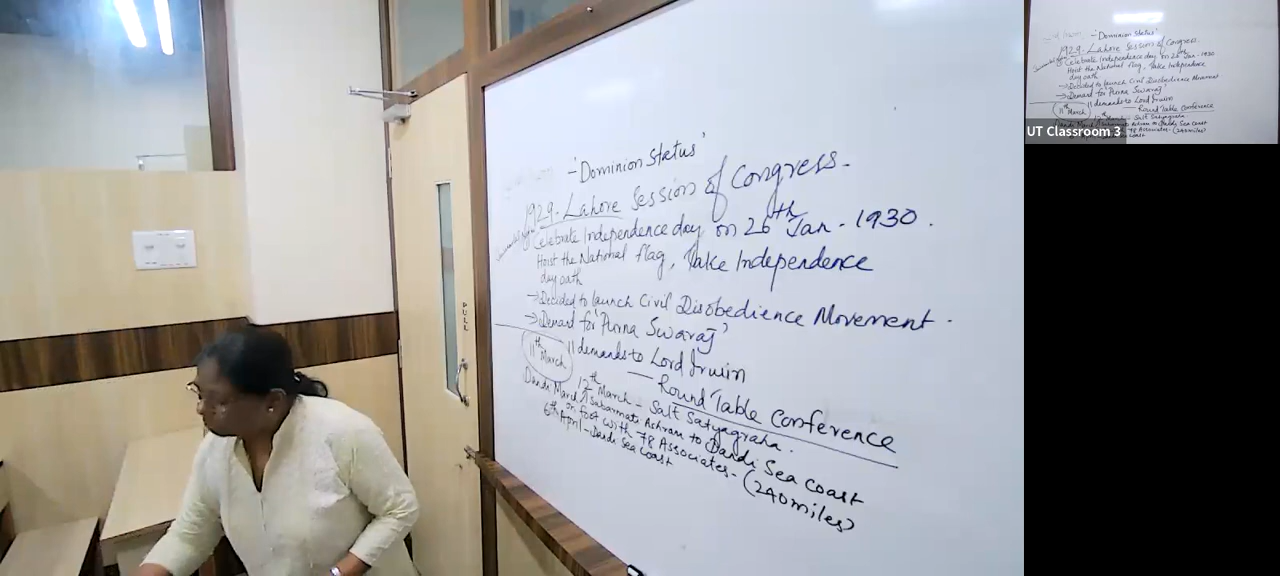 - 'Dominion Status'
1929 - Lahore Session of Congress.
Celebrate Independence day on 26th Jan - 1930.
Hoist the National flag, Take Independence
day oath
→ Decided to launch Civil Disobedience Movement.
→ Demand for 'Purna Swaraj'
11th March 11 demands to Lord Irwin
— Round Table Conference
12th March - Salt Satyagraha.
Dandi March Sabarmati Ashram to Dandi Sea Coast
on foot with 78 Associates - (240 miles)
6th April - Dandi Sea coast
PULL
UT Classroom 3